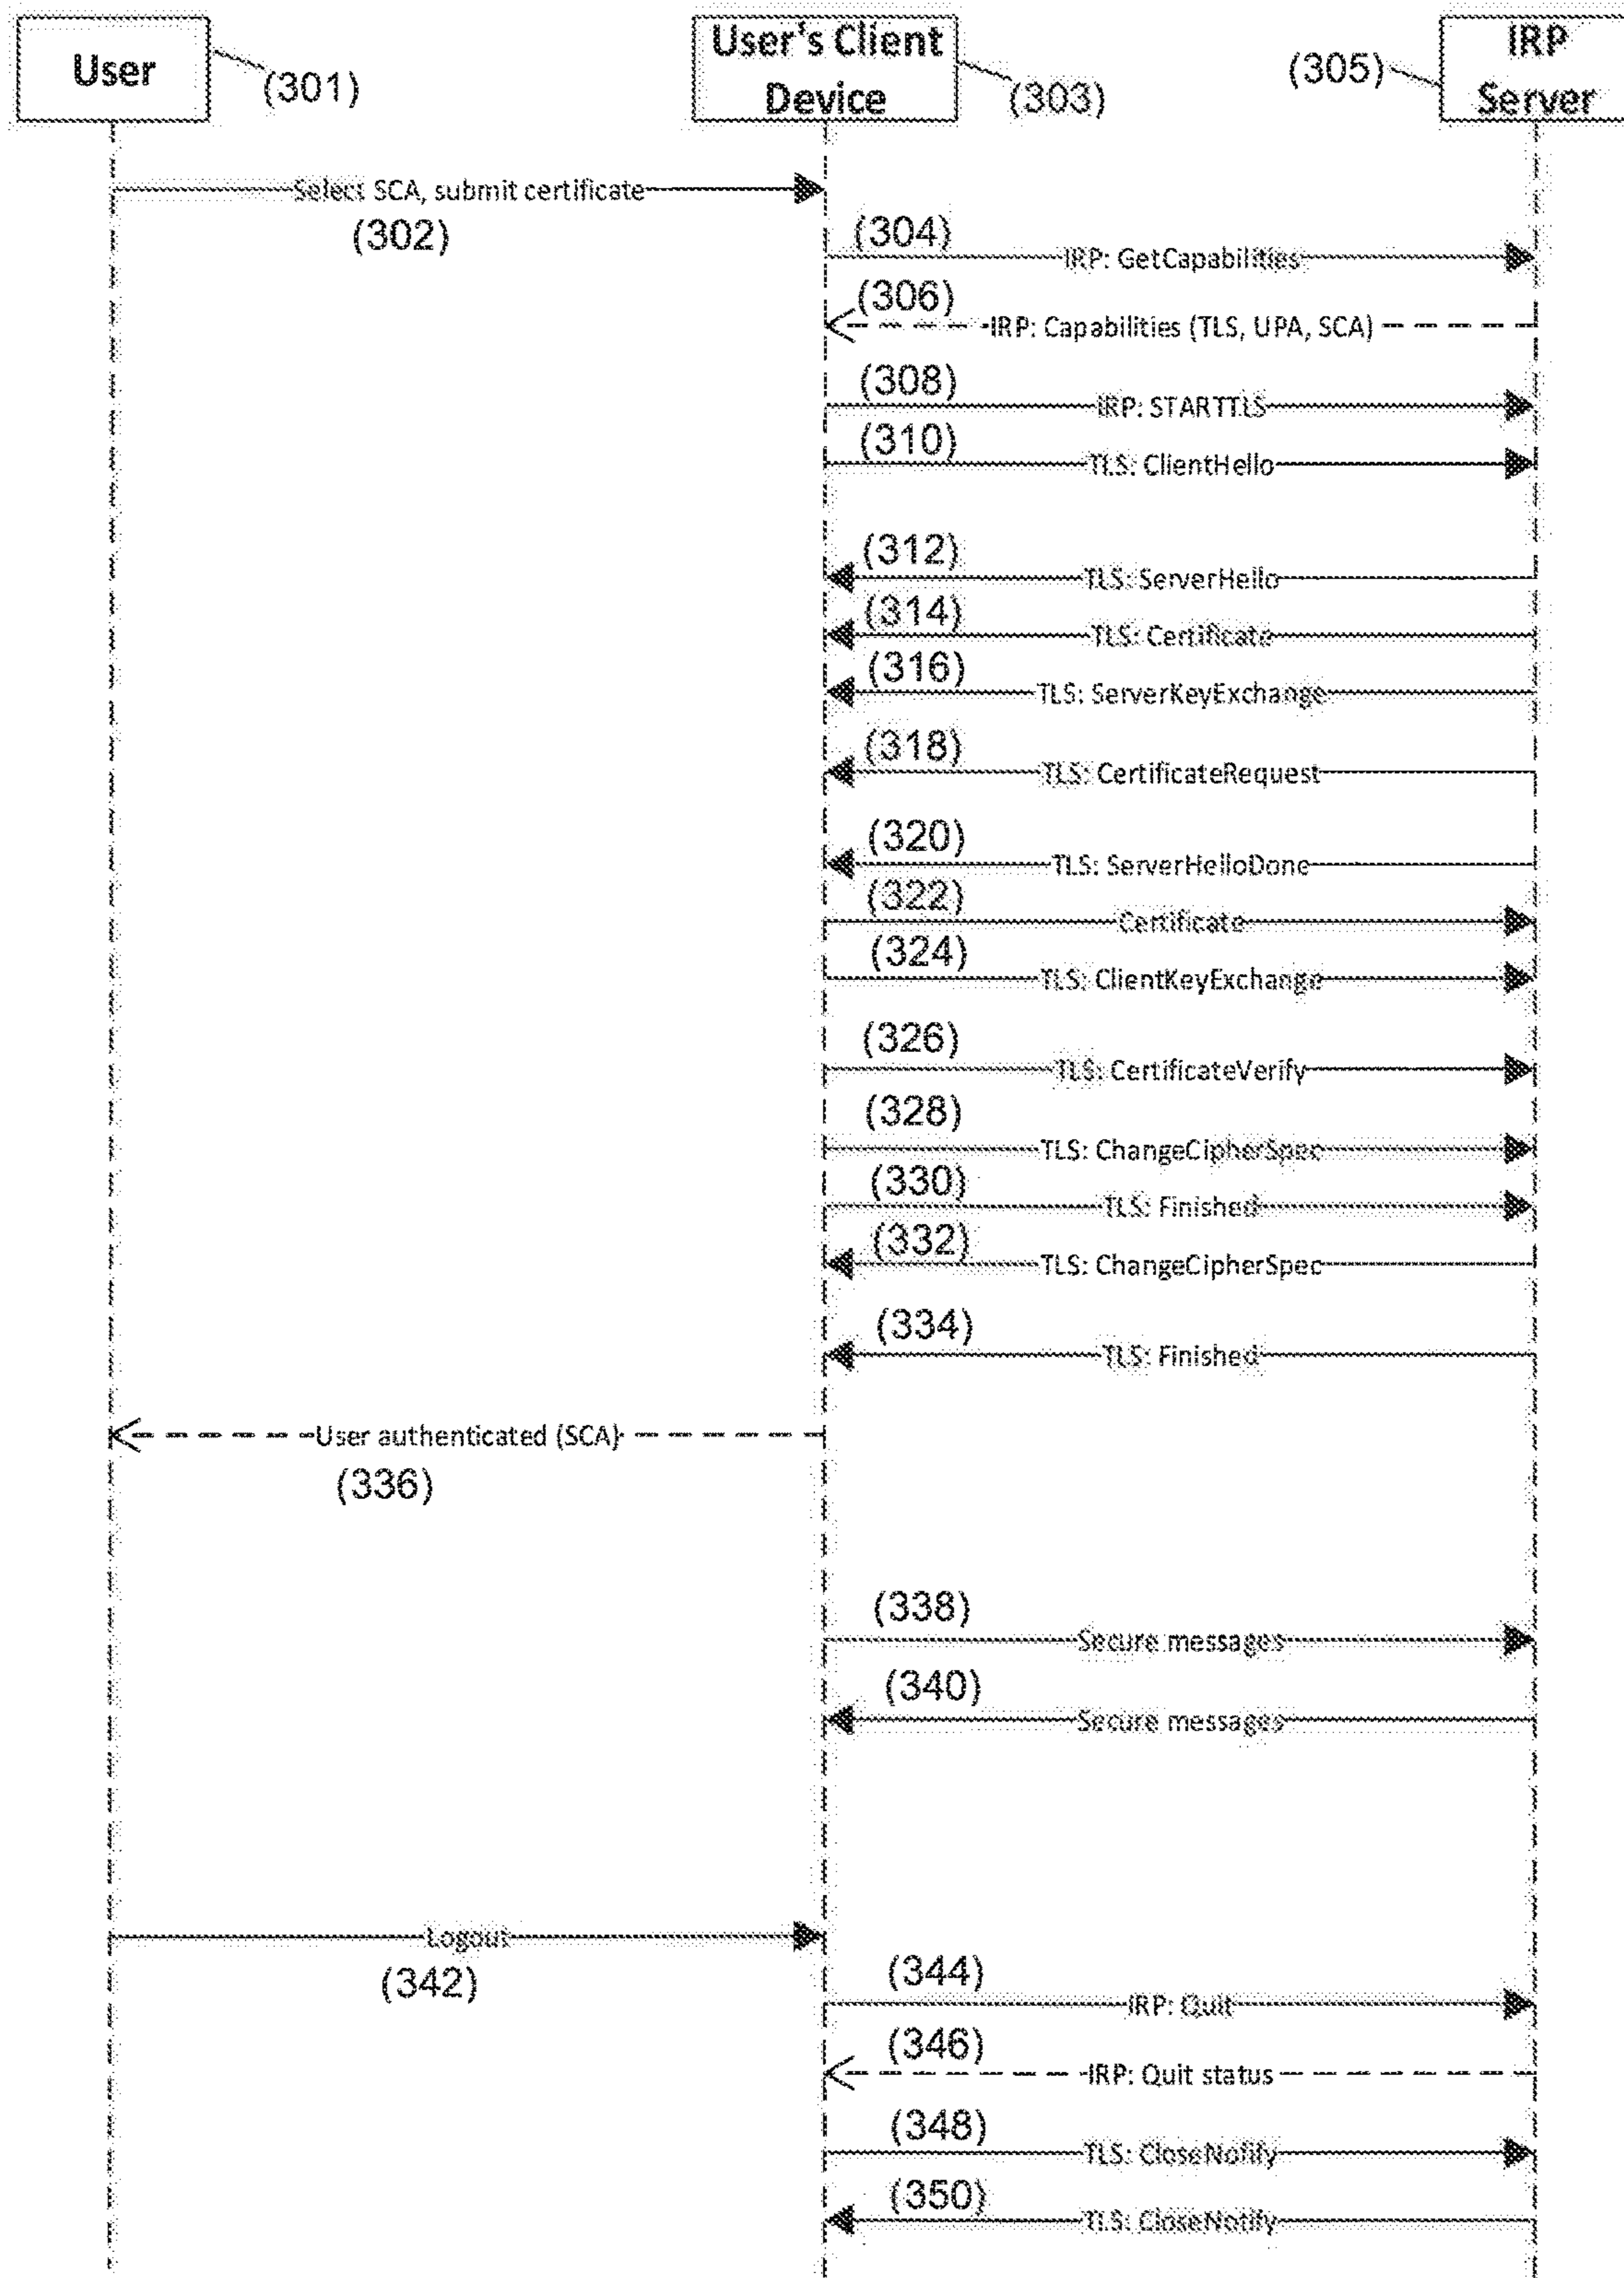 User
(301)
User's Client
Device
(303)
(305)
IRP
Server
Select SCA, submit certificate
(302)
(304)
IRP: GetCapabilities
(306)
IRP: Capabilities (TLS, UPA, SCA)
(308)
IRP: STARTTLS
(310)
TLS: ClientHello
(312)
TLS: ServerHello
(314)
TLS: Certificate
(316)
TLS: ServerKeyExchange
(318)
TLS: CertificateRequest
(320)
TLS: ServerHelloDone
(322)
Certificate
(324)
TLS: ClientKeyExchange
(326)
TLS: CertificateVerify
(328)
TLS: ChangeCipherSpec
(330)
TLS: Finished
(332)
TLS: ChangeCipherSpec
(334)
TLS: Finished
User authenticated (SCA)
(336)
(338)
Secure messages
(340)
Secure messages
Logout
(342)
(344)
IRP: Quit
(346)
IRP: Quit status
(348)
TLS: CloseNotify
(350)
TLS: CloseNotify